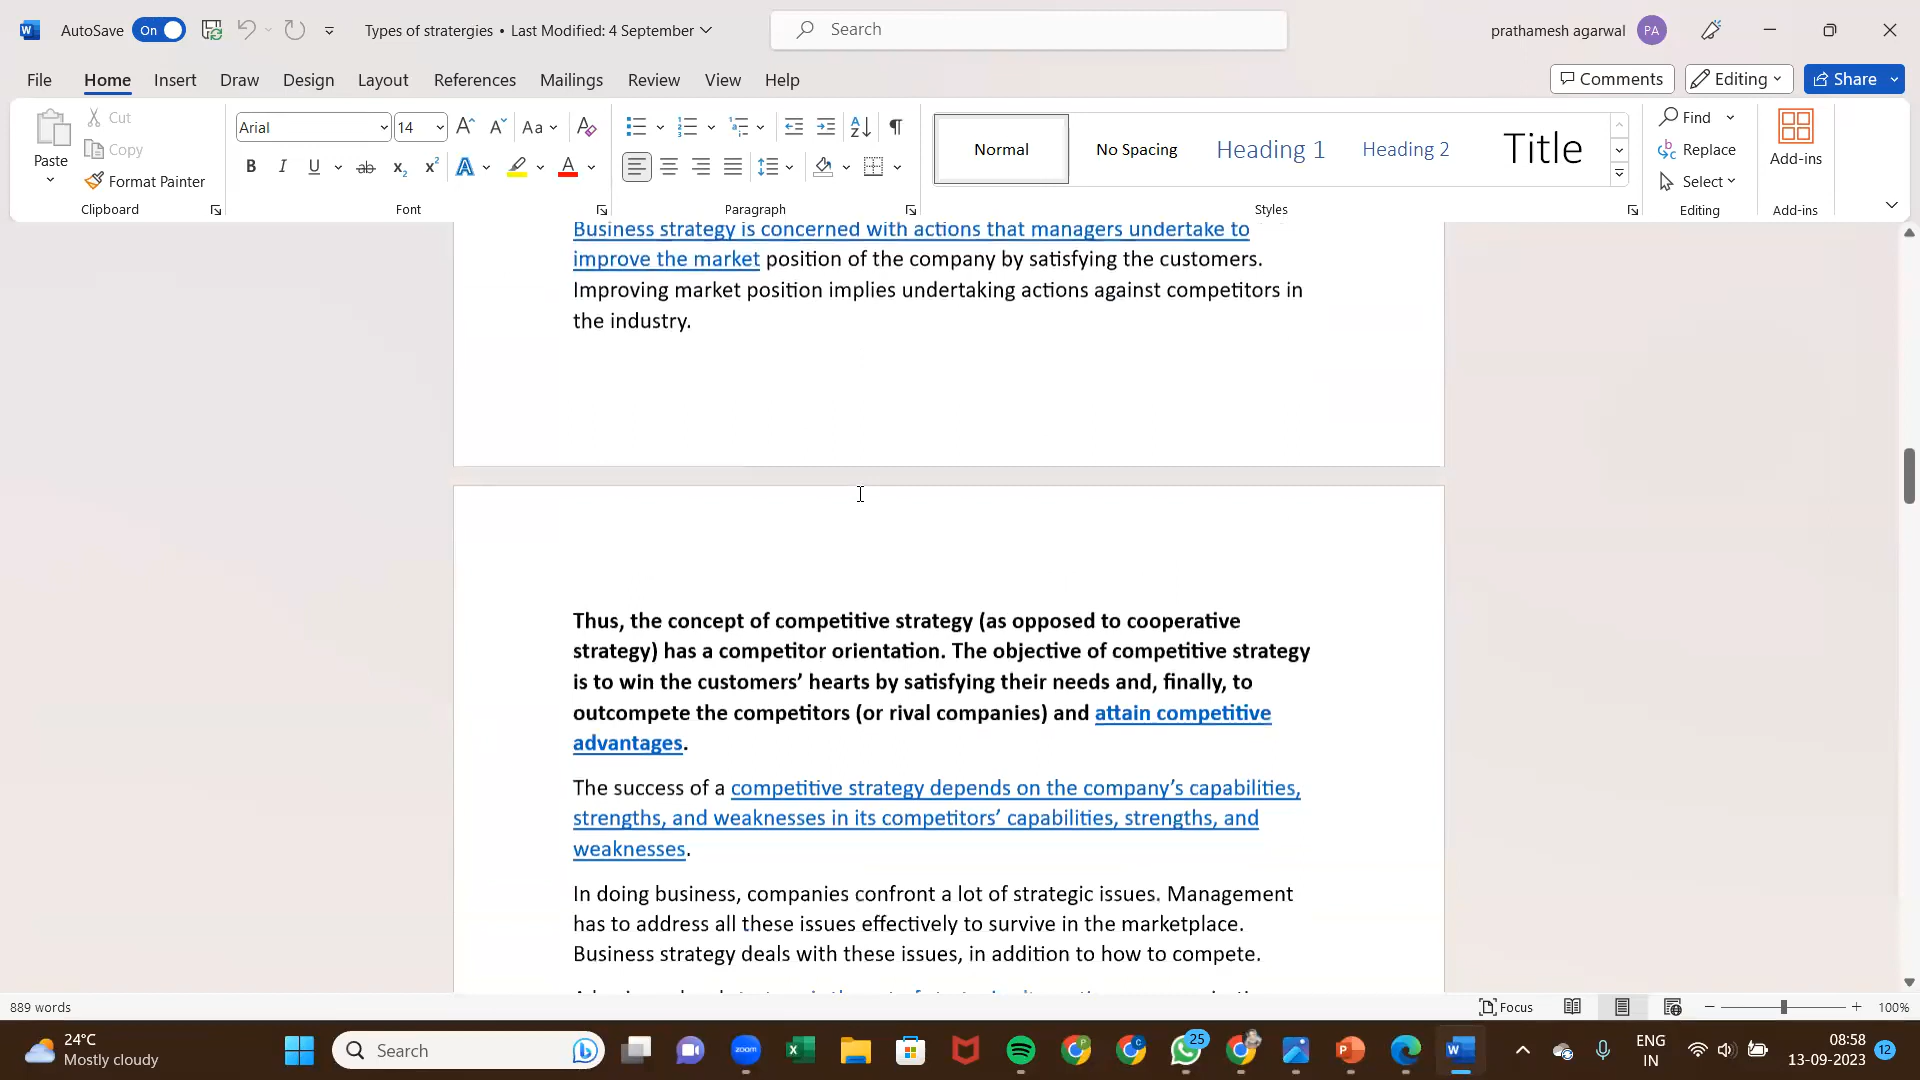 AutoSave On Types of stratergies • Last Modified: 4 September Search prathamesh agarwal PA
File Home Insert Draw Design Layout References Mailings Review View Help Comments Editing Share
Paste Cut Copy Format Painter
Arial 14
Normal No Spacing Heading 1 Heading 2 Title
Find Replace Select
Add-ins
Clipboard Font Paragraph Styles Editing Add-ins
Business strategy is concerned with actions that managers undertake to
improve the market position of the company by satisfying the customers.
Improving market position implies undertaking actions against competitors in
the industry.
Thus, the concept of competitive strategy (as opposed to cooperative
strategy) has a competitor orientation. The objective of competitive strategy
is to win the customers’ hearts by satisfying their needs and, finally, to
outcompete the competitors (or rival companies) and attain competitive
advantages.
The success of a competitive strategy depends on the company’s capabilities,
strengths, and weaknesses in its competitors’ capabilities, strengths, and
weaknesses.
In doing business, companies confront a lot of strategic issues. Management
has to address all these issues effectively to survive in the marketplace.
Business strategy deals with these issues, in addition to how to compete.
889 words Focus 100%
24°C
Mostly cloudy
Search
zoom
25
ENG
IN
08:58
13-09-2023
12